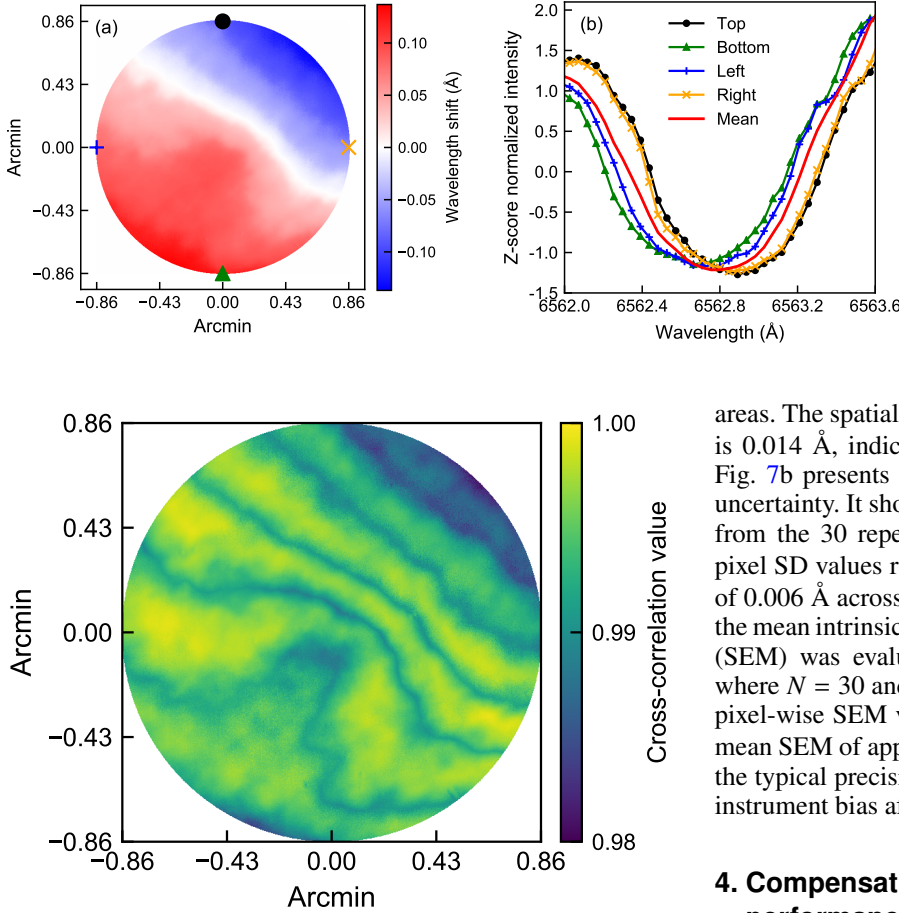 (a)
0.86
0.43
0.00
−0.43
−0.86
Arcmin
−0.86
−0.43
0.00
0.43
0.86
Arcmin
0.10
0.05
0.00
−0.05
−0.10
Wavelength shift (Å)
(b)
2.0
1.5
1.0
0.5
0.0
-0.5
-1.0
-1.5
Z-score normalized intensity
Top
Bottom
Left
Right
Mean
6562.0
6562.4
6562.8
6563.2
6563.6
Wavelength (Å)
0.86
0.43
0.00
−0.43
−0.86
Arcmin
−0.86
−0.43
0.00
0.43
0.86
Arcmin
1.00
0.99
0.98
Cross-correlation value
areas. The spatial
is 0.014 Å, indic
Fig. 7b presents
uncertainty. It sho
from the 30 repe
pixel SD values r
of 0.006 Å across
the mean intrinsic
(SEM) was evalu
where N = 30 and
pixel-wise SEM v
mean SEM of app
the typical precis
instrument bias a
4. Compensat